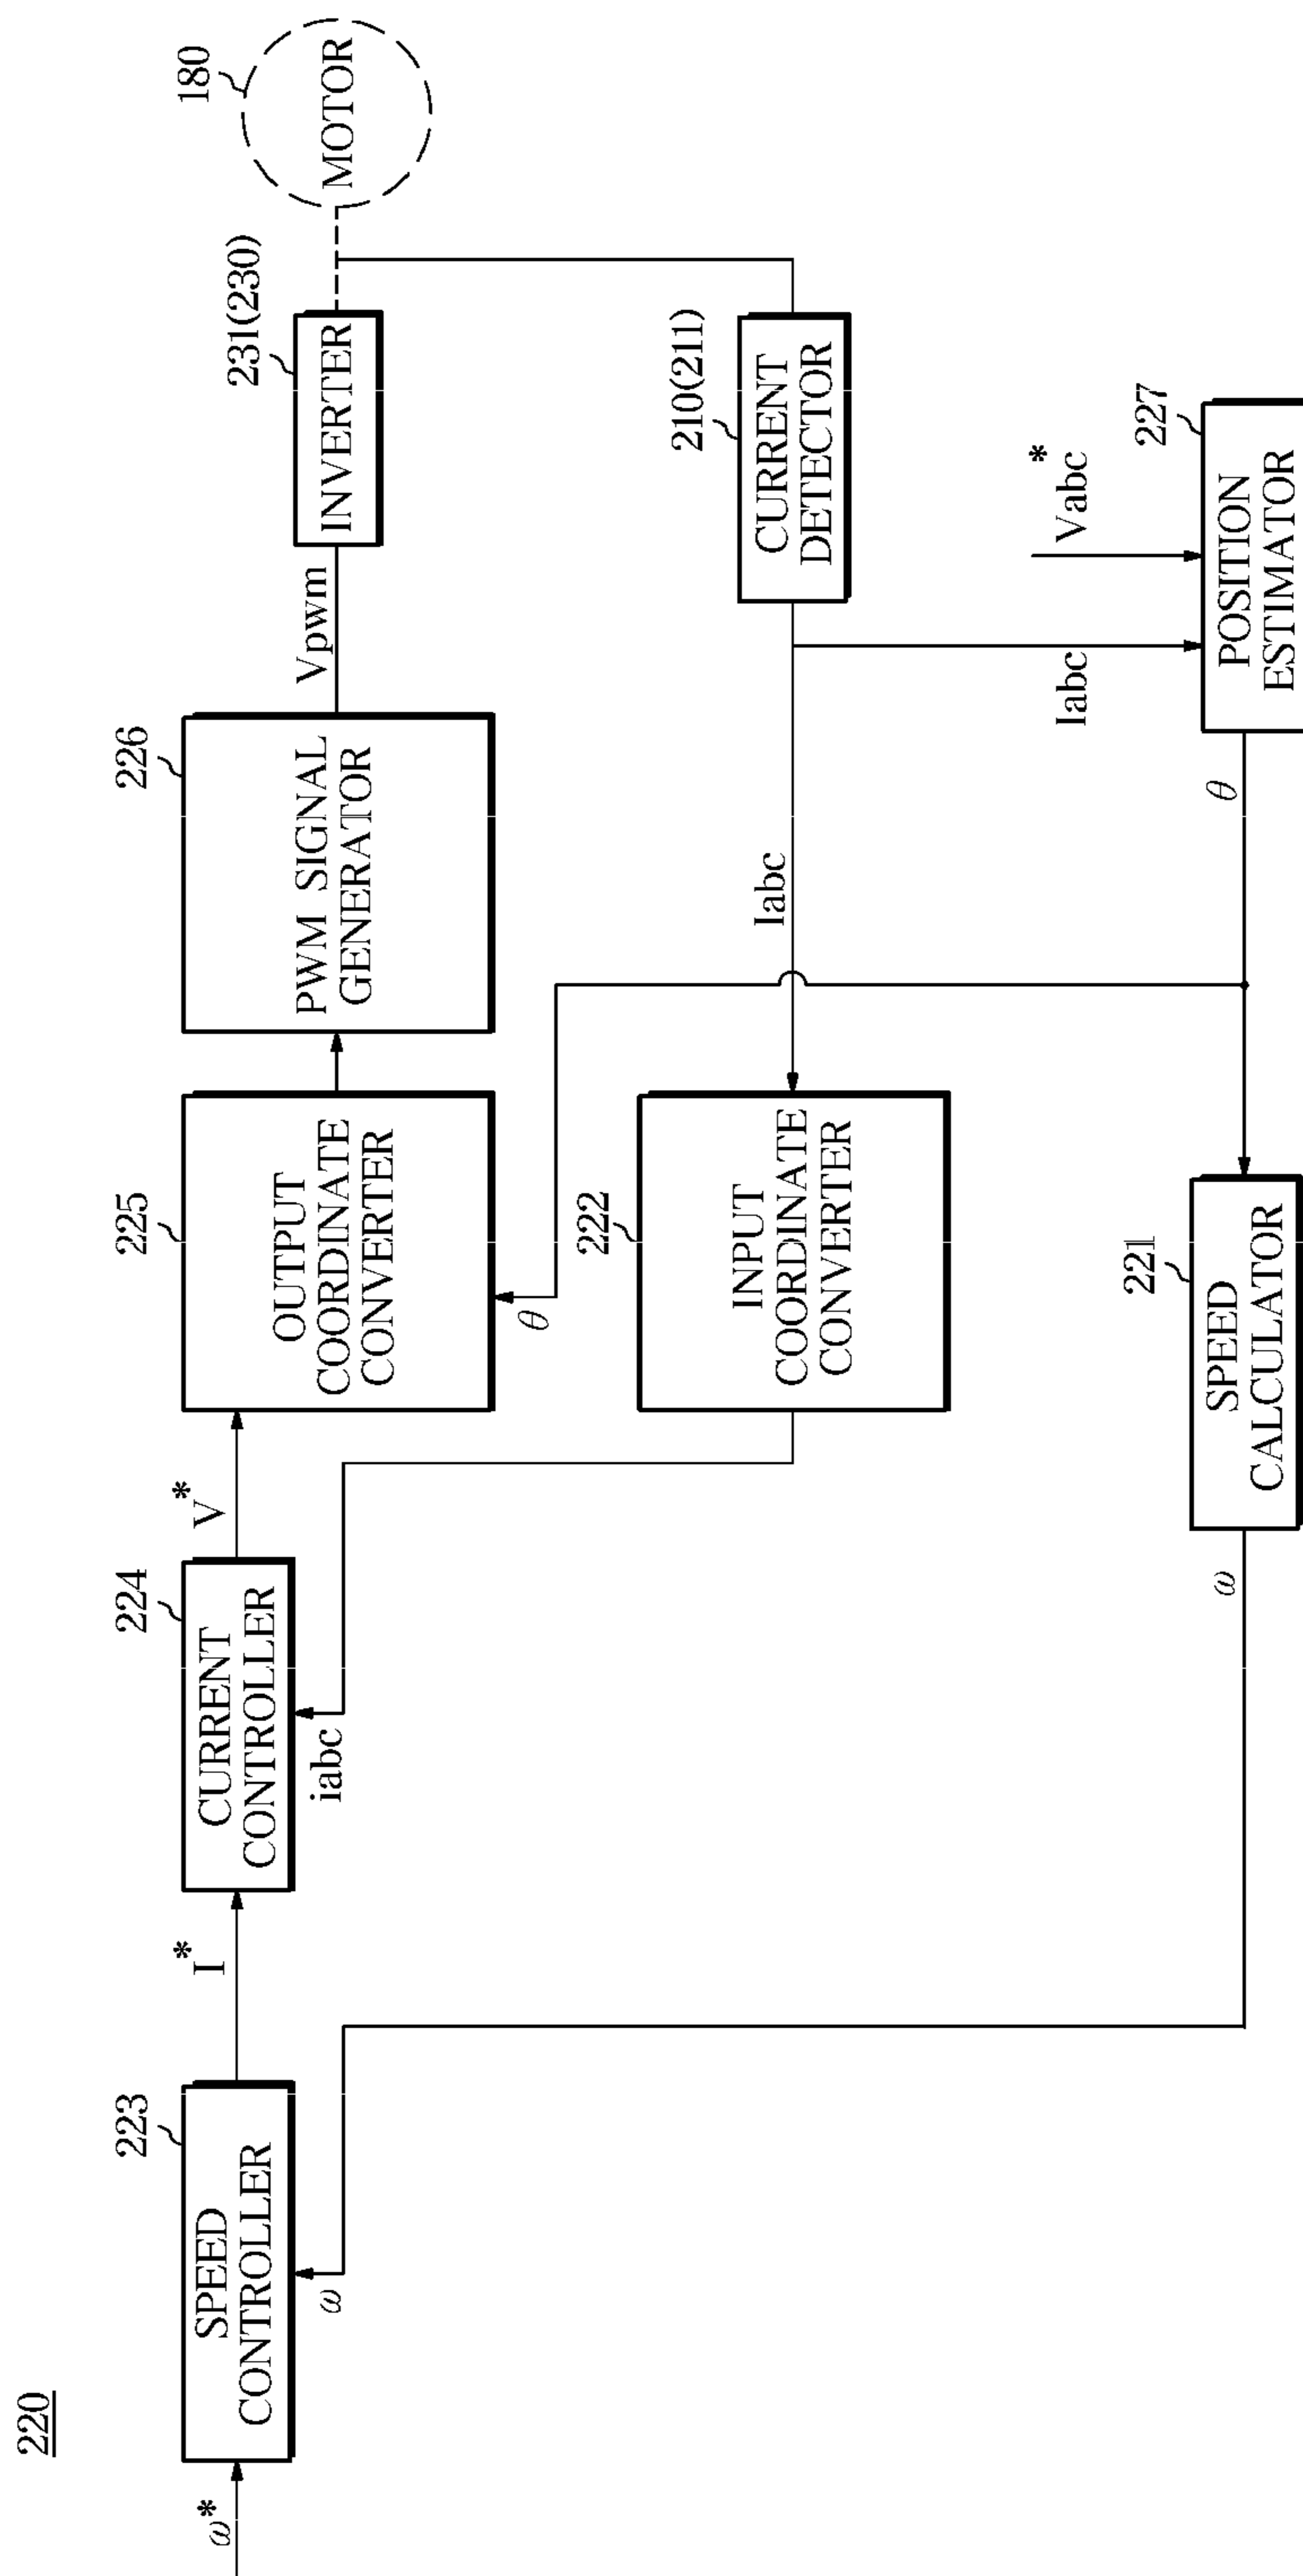 220
ω*
223
SPEED
CONTROLLER
ω
I*
224
CURRENT
CONTROLLER
iabc
V*
225
OUTPUT
COORDINATE
CONVERTER
θ
226
PWM SIGNAL
GENERATOR
Vpwm
231(230)
INVERTER
180
MOTOR
222
INPUT
COORDINATE
CONVERTER
Iabc
210(211)
CURRENT
DETECTOR
ω
221
SPEED
CALCULATOR
θ
Iabc
Vabc*
227
POSITION
ESTIMATOR